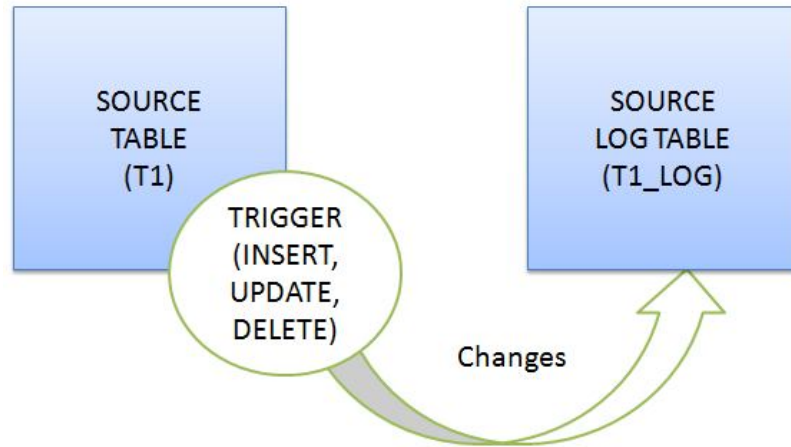 SOURCE
TABLE
(T1)
SOURCE
LOG TABLE
(T1_LOG)
TRIGGER
(INSERT,
UPDATE,
DELETE)
Changes